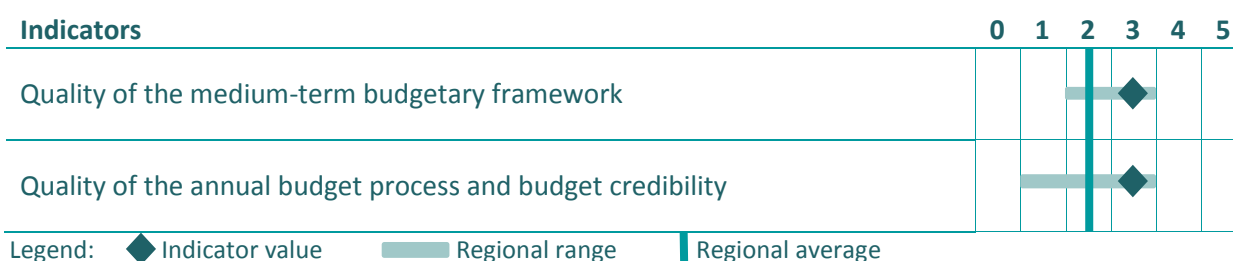 Indicators 0 1 2 3 4 5
Quality of the medium-term budgetary framework
Quality of the annual budget process and budget credibility
Legend: Indicator value Regional range Regional average